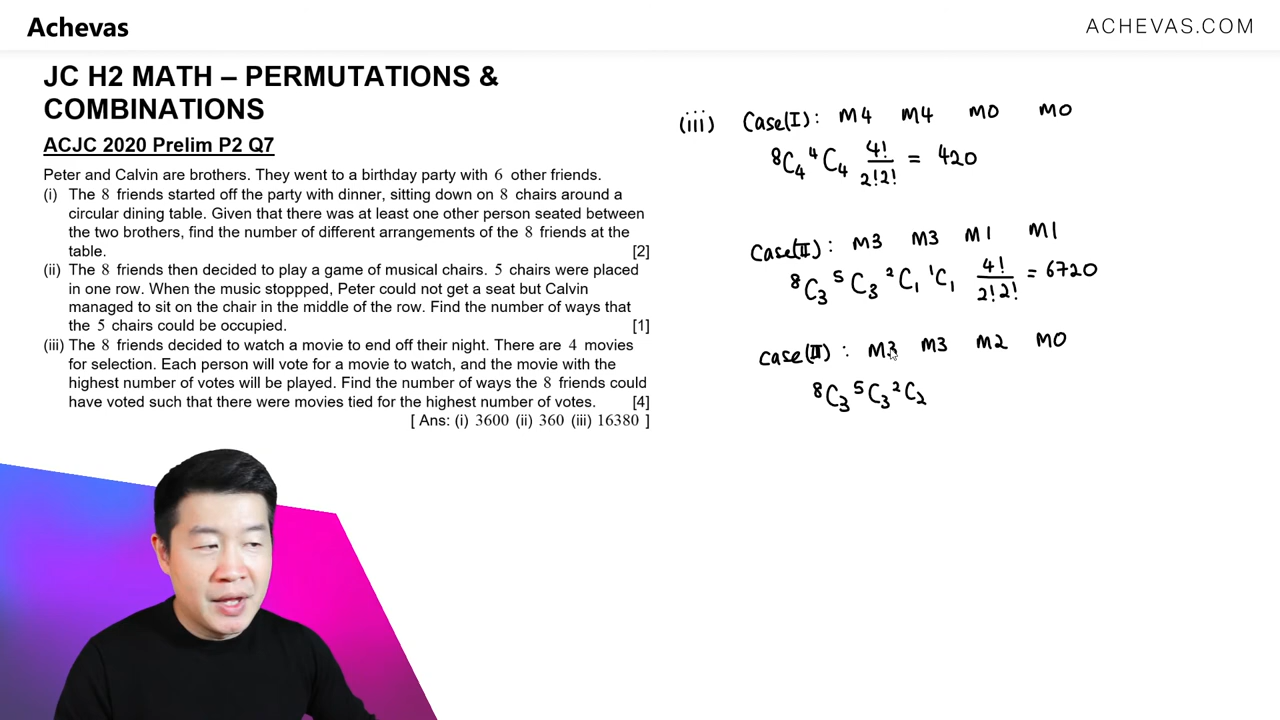 Achevas
ACHEVAS.COM
JC H2 MATH – PERMUTATIONS &
COMBINATIONS
ACJC 2020 Prelim P2 Q7
Peter and Calvin are brothers. They went to a birthday party with 6 other friends.
(i) The 8 friends started off the party with dinner, sitting down on 8 chairs around a
circular dining table. Given that there was at least one other person seated between
the two brothers, find the number of different arrangements of the 8 friends at the
table. [2]
(ii) The 8 friends then decided to play a game of musical chairs. 5 chairs were placed
in one row. When the music stoppped, Peter could not get a seat but Calvin
managed to sit on the chair in the middle of the row. Find the number of ways that
the 5 chairs could be occupied. [1]
(iii) The 8 friends decided to watch a movie to end off their night. There are 4 movies
for selection. Each person will vote for a movie to watch, and the movie with the
highest number of votes will be played. Find the number of ways the 8 friends could
have voted such that there were movies tied for the highest number of votes. [4]
[ Ans: (i) 3600 (ii) 360 (iii) 16380 ]
(iii) Case(I): M4 M4 M0 M0
⁸C₄ ⁴C₄ 4!/2!2! = 420
Case(II): M3 M3 M1 M1
⁸C₃ ⁵C₃ ²C₁ ¹C₁ 4!/2!2! = 6720
Case(III): M3 M3 M2 M0
⁸C₃ ⁵C₃ ²C₂